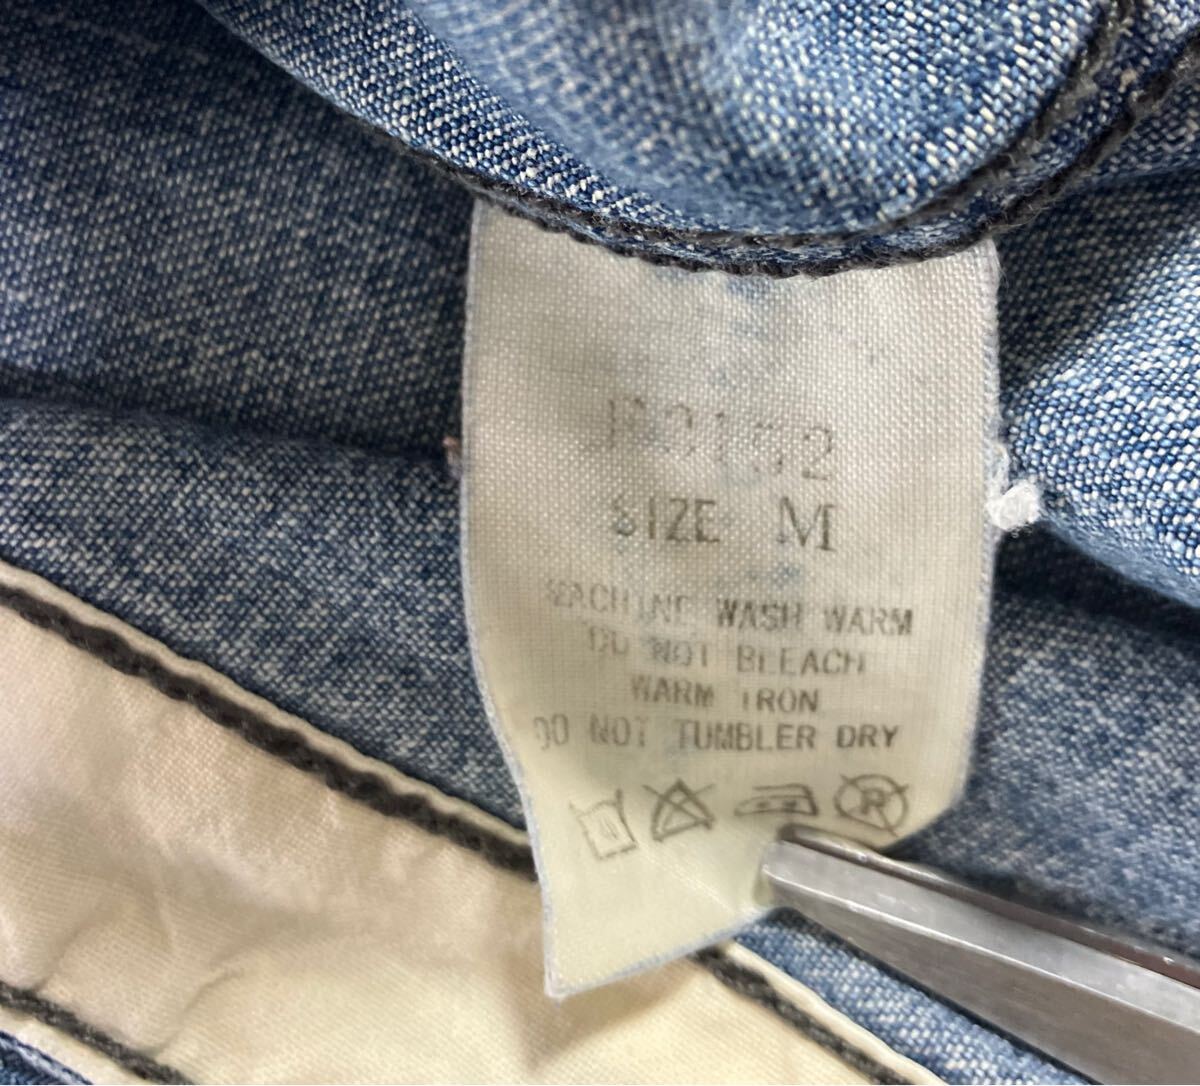 SIZE M
MACHINE WASH WARM
DO NOT BLEACH
WARM IRON
DO NOT TUMBLER DRY
R